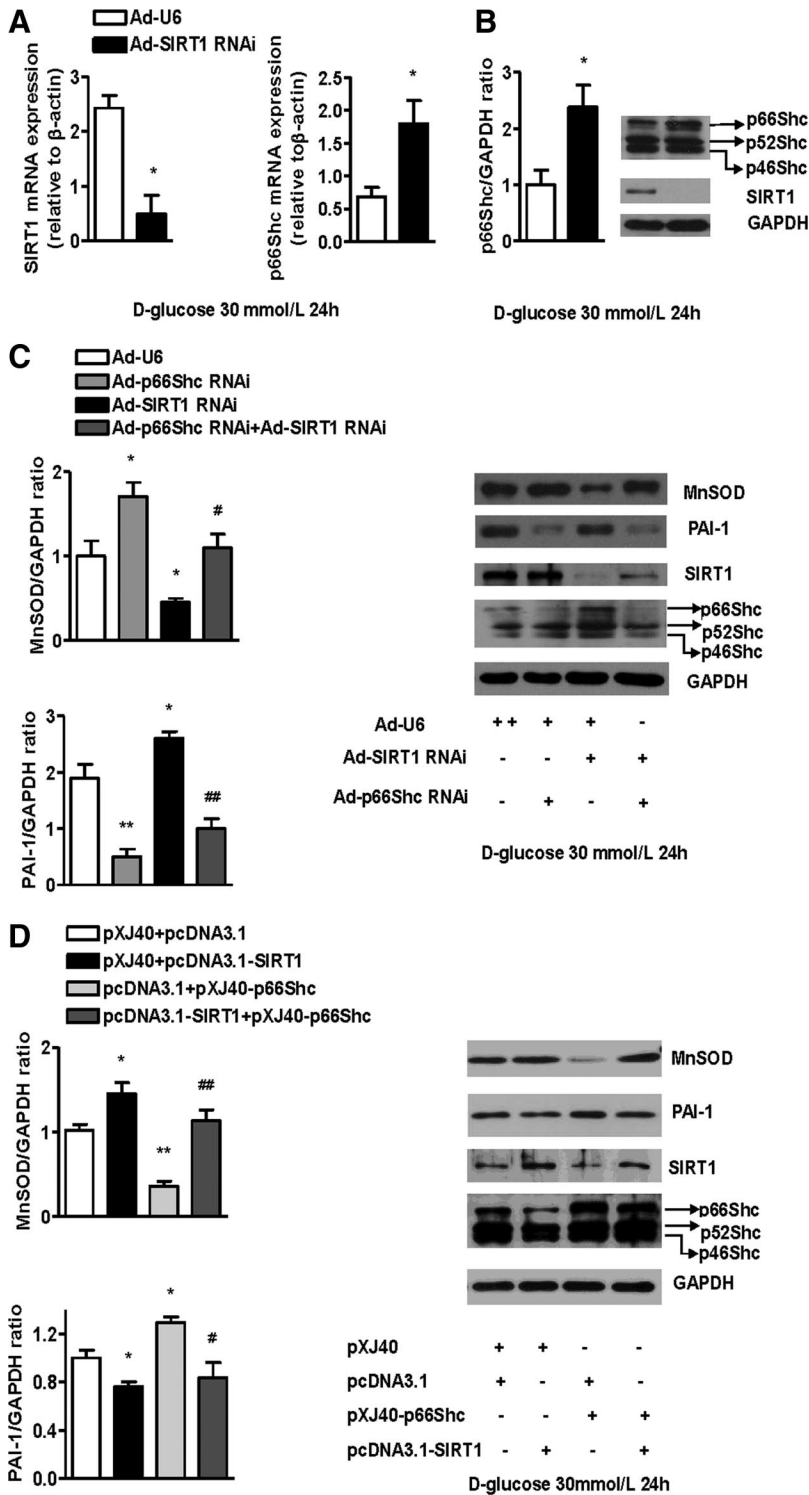 A
Ad-U6
Ad-SIRT1 RNAi
SIRT1 mRNA expression
(relative to β-actin)
3
2
1
0
*
p66Shc mRNA expression
(relative toβ-actin)
2.5
2.0
1.5
1.0
0.5
0.0
*
D-glucose 30 mmol/L 24h
B
p66Shc/GAPDH ratio
3
2
1
0
*
p66Shc
p52Shc
p46Shc
SIRT1
GAPDH
D-glucose 30 mmol/L 24h
C
Ad-U6
Ad-p66Shc RNAi
Ad-SIRT1 RNAi
Ad-p66Shc RNAi+Ad-SIRT1 RNAi
MnSOD/GAPDH ratio
2
1
0
*
*
#
PAI-1/GAPDH ratio
3
2
1
0
**
*
##
MnSOD
PAI-1
SIRT1
p66Shc
p52Shc
p46Shc
GAPDH
Ad-U6 ++ + + -
Ad-SIRT1 RNAi - - + +
Ad-p66Shc RNAi - + - +
D-glucose 30 mmol/L 24h
D
pXJ40+pcDNA3.1
pXJ40+pcDNA3.1-SIRT1
pcDNA3.1+pXJ40-p66Shc
pcDNA3.1-SIRT1+pXJ40-p66Shc
MnSOD/GAPDH ratio
2
1
0
*
**
##
PAI-1/GAPDH ratio
1.2
0.8
0.4
0.0
*
*
#
MnSOD
PAI-1
SIRT1
p66Shc
p52Shc
p46Shc
GAPDH
pXJ40 + + - -
pcDNA3.1 + - + -
pXJ40-p66Shc - - + +
pcDNA3.1-SIRT1 - + - +
D-glucose 30mmol/L 24h